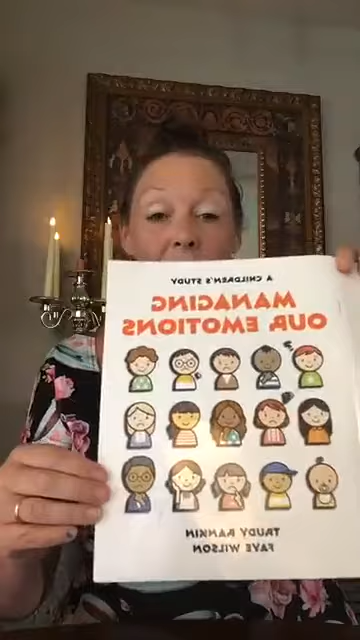 A CHILDREN'S STUDY
MANAGING
OUR EMOTIONS
TRUDY RANKIN
FAYE WILSON